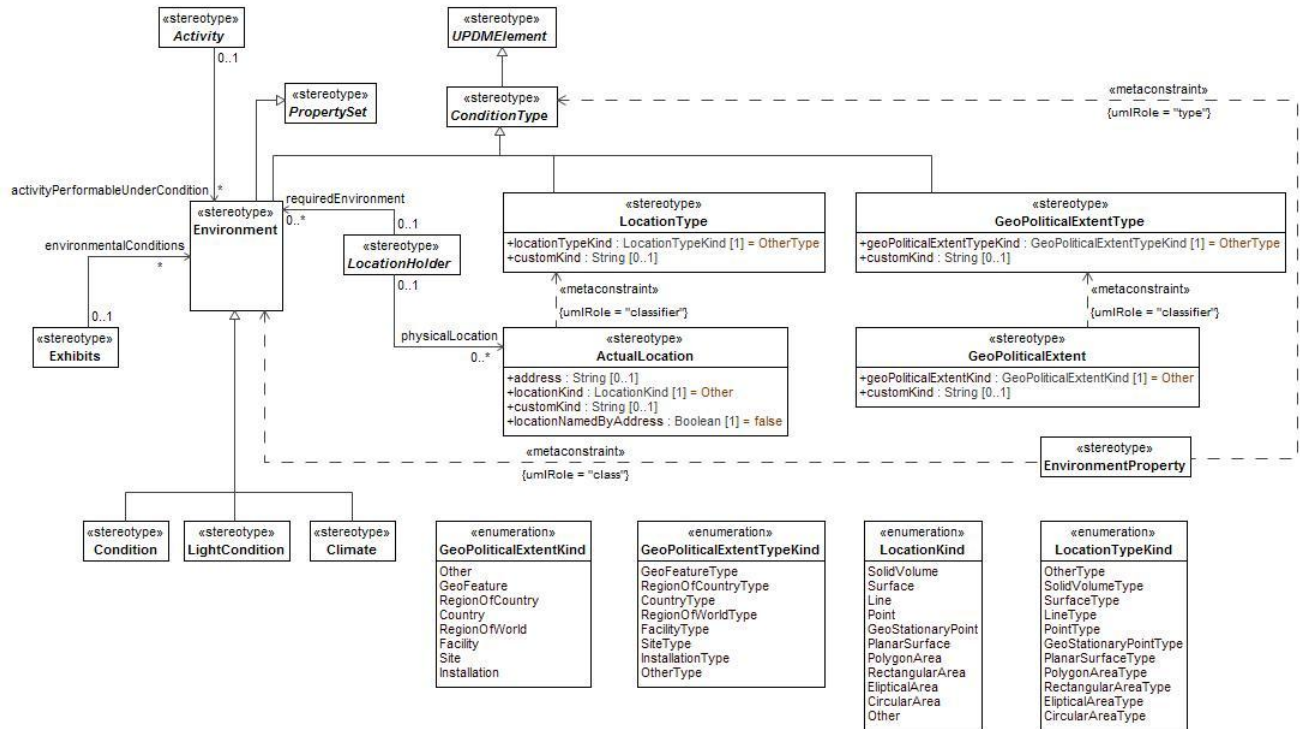 «stereotype»
Activity
0..1
«stereotype»
UPDMElement
«stereotype»
PropertySet
«stereotype»
ConditionType
«metaconstraint»
{umlRole = "type"}
activityPerformableUnderCondition
*
requiredEnvironment
0..*
0..1
«stereotype»
Environment
environmentalConditions
*
0..1
«stereotype»
Exhibits
«stereotype»
LocationHolder
0..1
physicalLocation
0..*
«stereotype»
LocationType
+locationTypeKind : LocationTypeKind [1] = OtherType
+customKind : String [0..1]
«stereotype»
GeoPoliticalExtentType
+geoPoliticalExtentTypeKind : GeoPoliticalExtentTypeKind [1] = OtherType
+customKind : String [0..1]
«metaconstraint»
{umlRole = "classifier"}
«metaconstraint»
{umlRole = "classifier"}
«stereotype»
ActualLocation
+address : String [0..1]
+locationKind : LocationKind [1] = Other
+customKind : String [0..1]
+locationNamedByAddress : Boolean [1] = false
«stereotype»
GeoPoliticalExtent
+geoPoliticalExtentKind : GeoPoliticalExtentKind [1] = Other
+customKind : String [0..1]
«metaconstraint»
{umlRole = "class"}
«stereotype»
EnvironmentProperty
«stereotype»
Condition
«stereotype»
LightCondition
«stereotype»
Climate
«enumeration»
GeoPoliticalExtentKind
Other
GeoFeature
RegionOfCountry
Country
RegionOfWorld
Facility
Site
Installation
«enumeration»
GeoPoliticalExtentTypeKind
GeoFeatureType
RegionOfCountryType
CountryType
RegionOfWorldType
FacilityType
SiteType
InstallationType
OtherType
«enumeration»
LocationKind
SolidVolume
Surface
Line
Point
GeoStationaryPoint
PlanarSurface
PolygonArea
RectangularArea
ElipticalArea
CircularArea
Other
«enumeration»
LocationTypeKind
OtherType
SolidVolumeType
SurfaceType
LineType
PointType
GeoStationaryPointType
PlanarSurfaceType
PolygonAreaType
RectangularAreaType
ElipticalAreaType
CircularAreaType